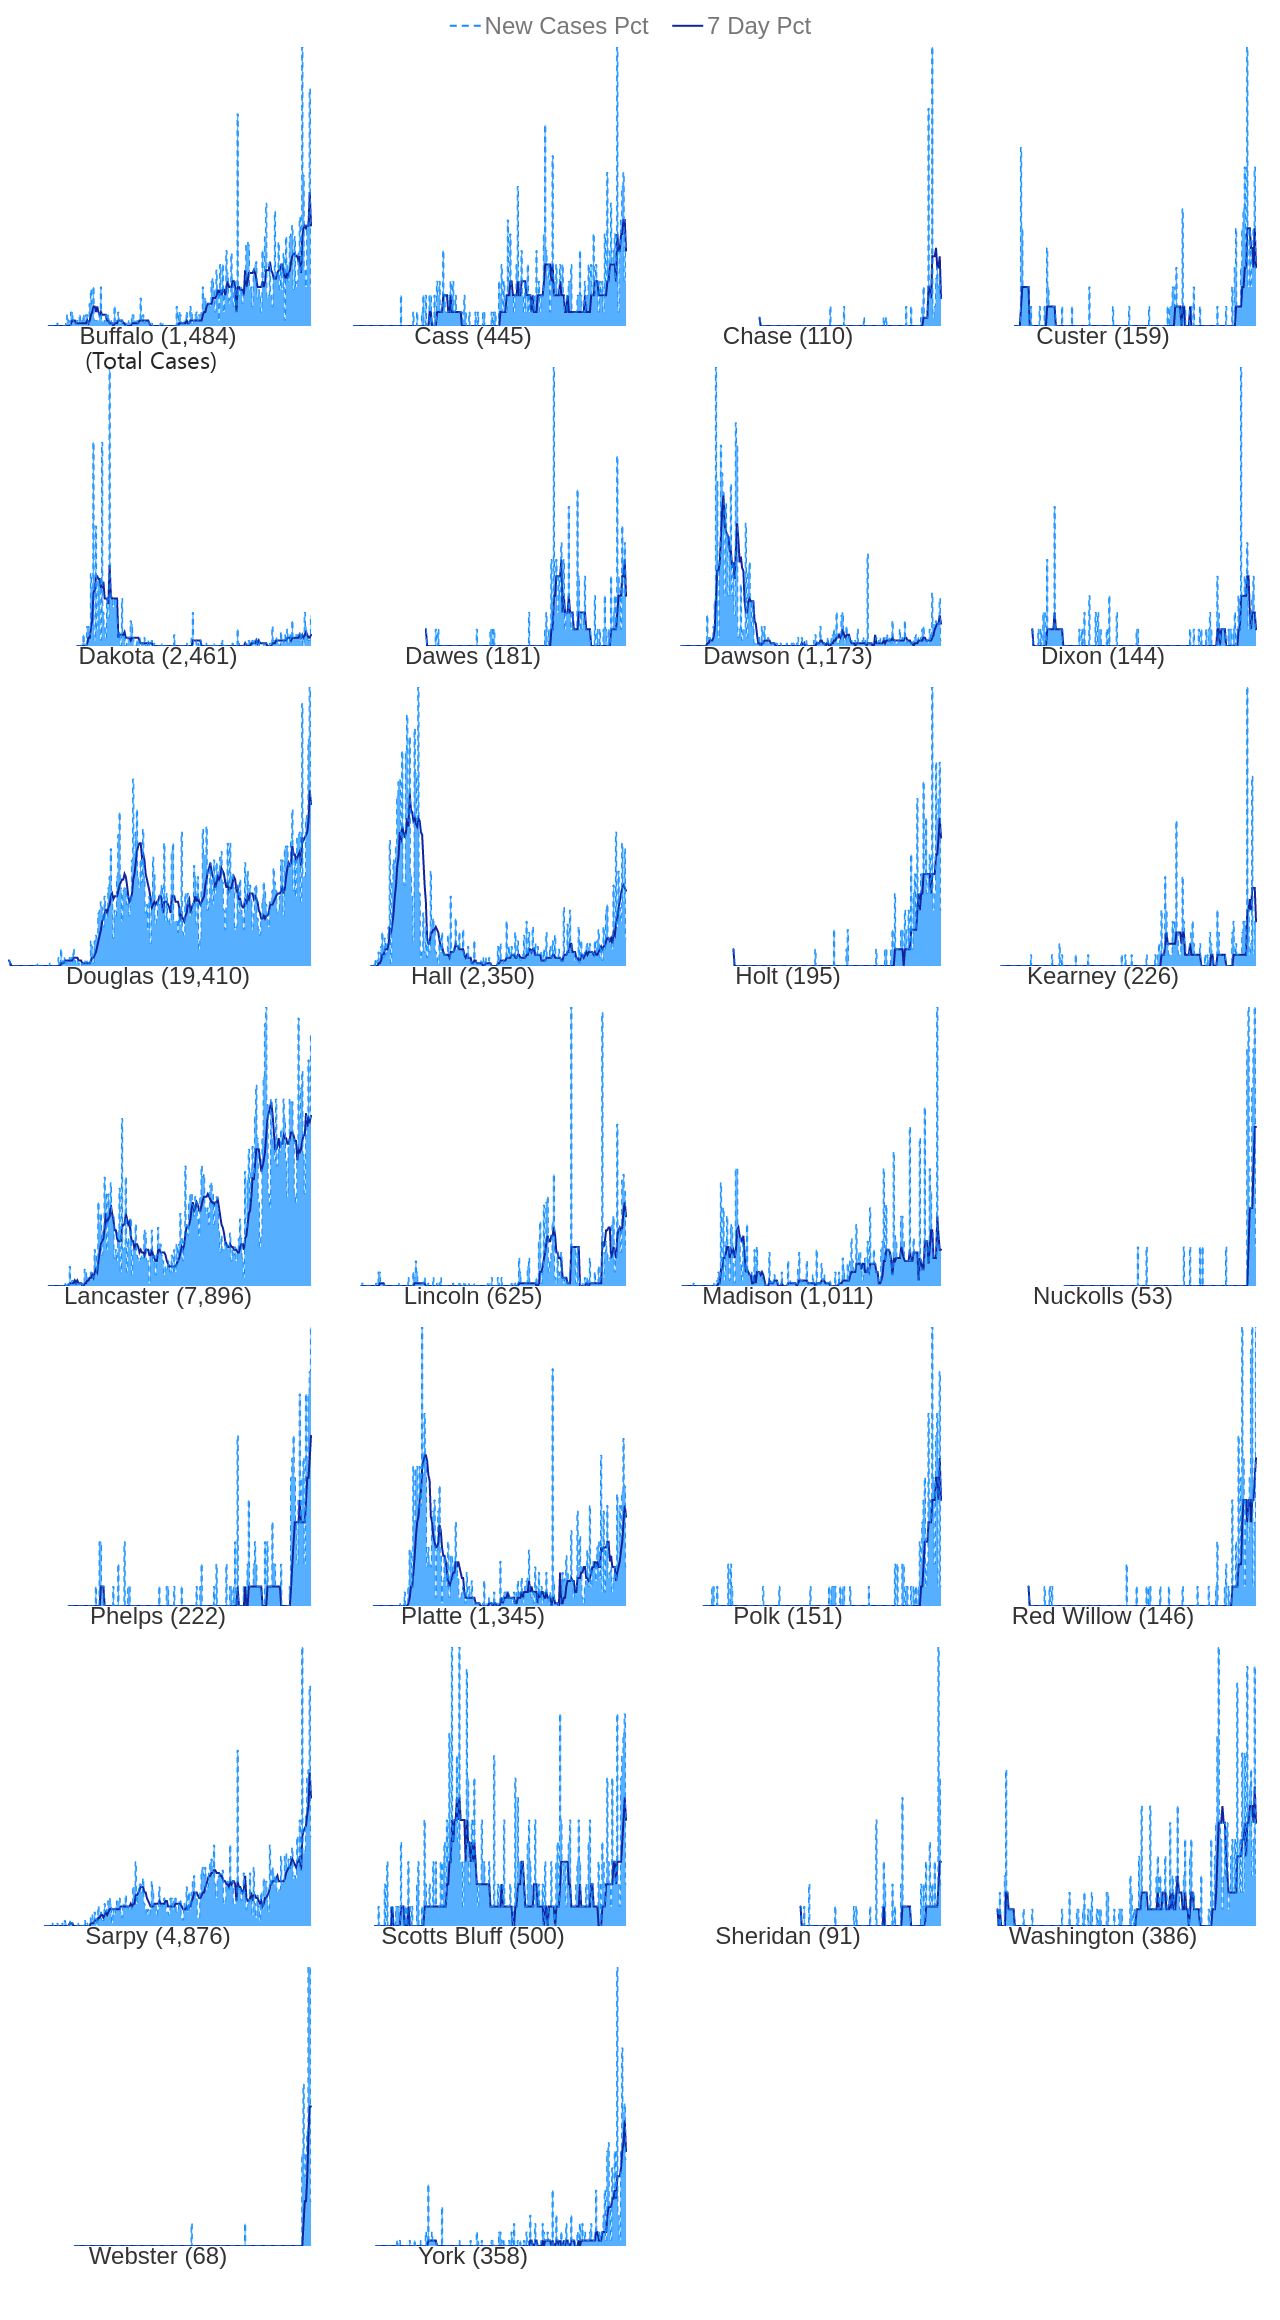 New Cases Pct 7 Day Pct
Buffalo (1,484) Cass (445) Chase (110) Custer (159)
(Total Cases)
Dakota (2,461) Dawes (181) Dawson (1,173) Dixon (144)
Douglas (19,410) Hall (2,350) Holt (195) Kearney (226)
Lancaster (7,896) Lincoln (625) Madison (1,011) Nuckolls (53)
Phelps (222) Platte (1,345) Polk (151) Red Willow (146)
Sarpy (4,876) Scotts Bluff (500) Sheridan (91) Washington (386)
Webster (68) York (358)